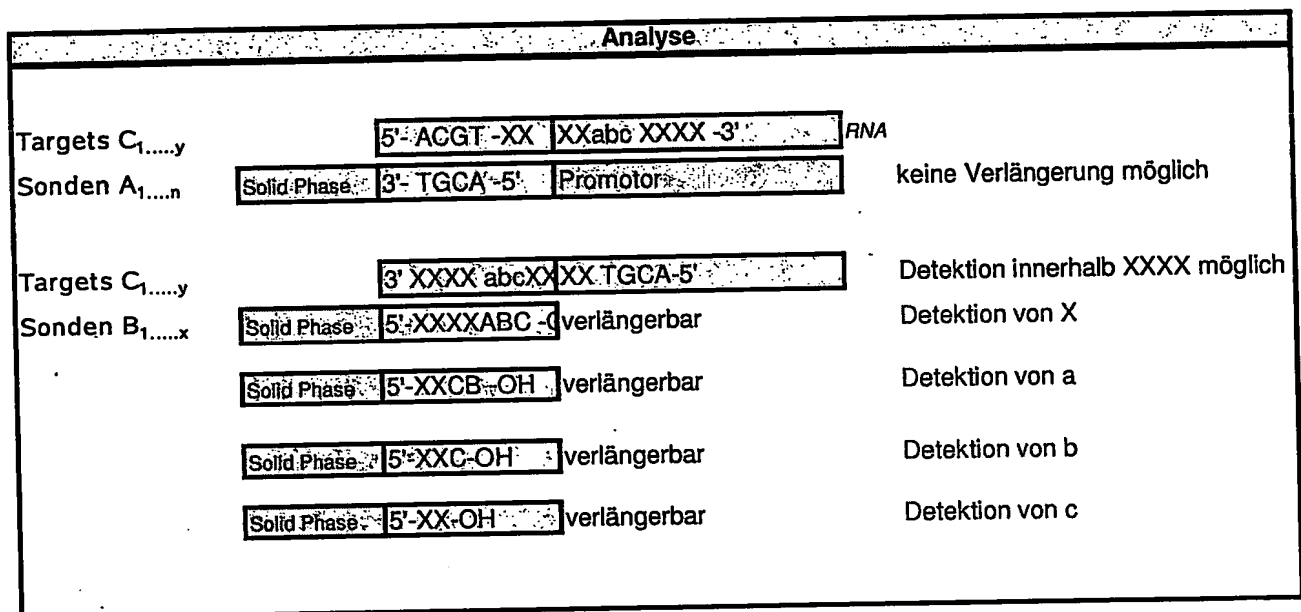 Analyse
Targets C1.....y 5'- ACGT -XX XXabc XXXX -3' RNA
Sonden A1....n Solid Phase 3'- TGCA -5' Promotor keine Verlängerung möglich
Targets C1.....y 3' XXXX abcXX XX TGCA-5' Detektion innerhalb XXXX möglich
Sonden B1.....x Solid Phase 5'-XXXXABC - verlängerbar Detektion von X
Solid Phase 5'-XXCB-OH verlängerbar Detektion von a
Solid Phase 5'-XXC-OH verlängerbar Detektion von b
Solid Phase 5'-XX-OH verlängerbar Detektion von c